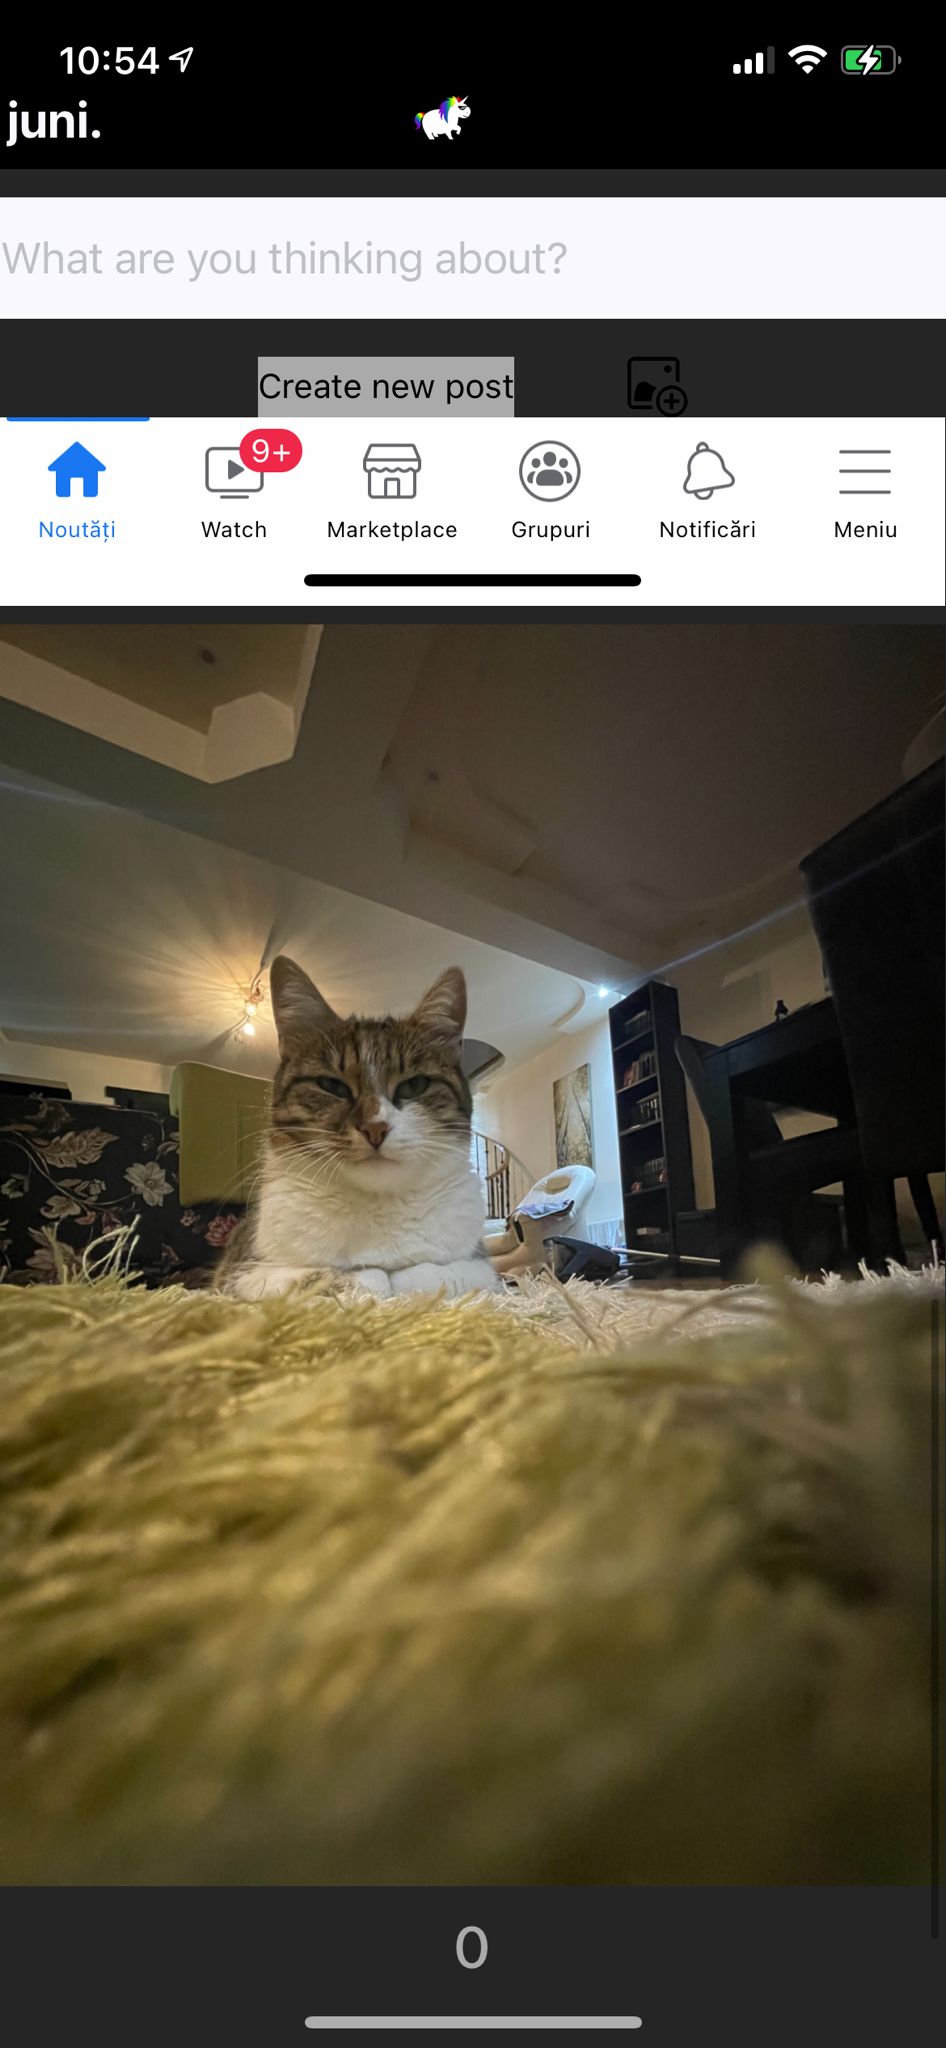 10:54
juni.
What are you thinking about?
Create new post
9+
Noutăți Watch Marketplace Grupuri Notificări Meniu
0